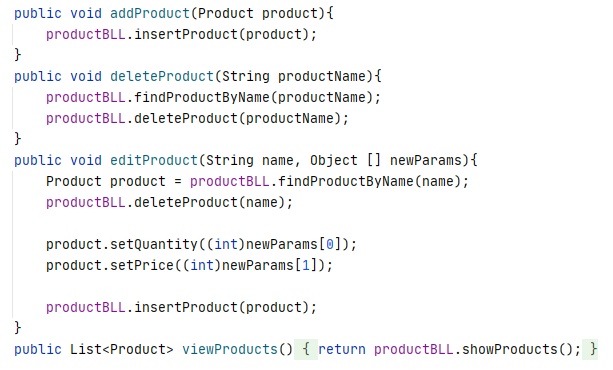 public void addProduct(Product product){
    productBLL.insertProduct(product);
}
public void deleteProduct(String productName){
    productBLL.findProductByName(productName);
    productBLL.deleteProduct(productName);
}
public void editProduct(String name, Object [] newParams){
    Product product = productBLL.findProductByName(name);
    productBLL.deleteProduct(name);

    product.setQuantity((int)newParams[0]);
    product.setPrice((int)newParams[1]);

    productBLL.insertProduct(product);
}
public List<Product> viewProducts() { return productBLL.showProducts(); }